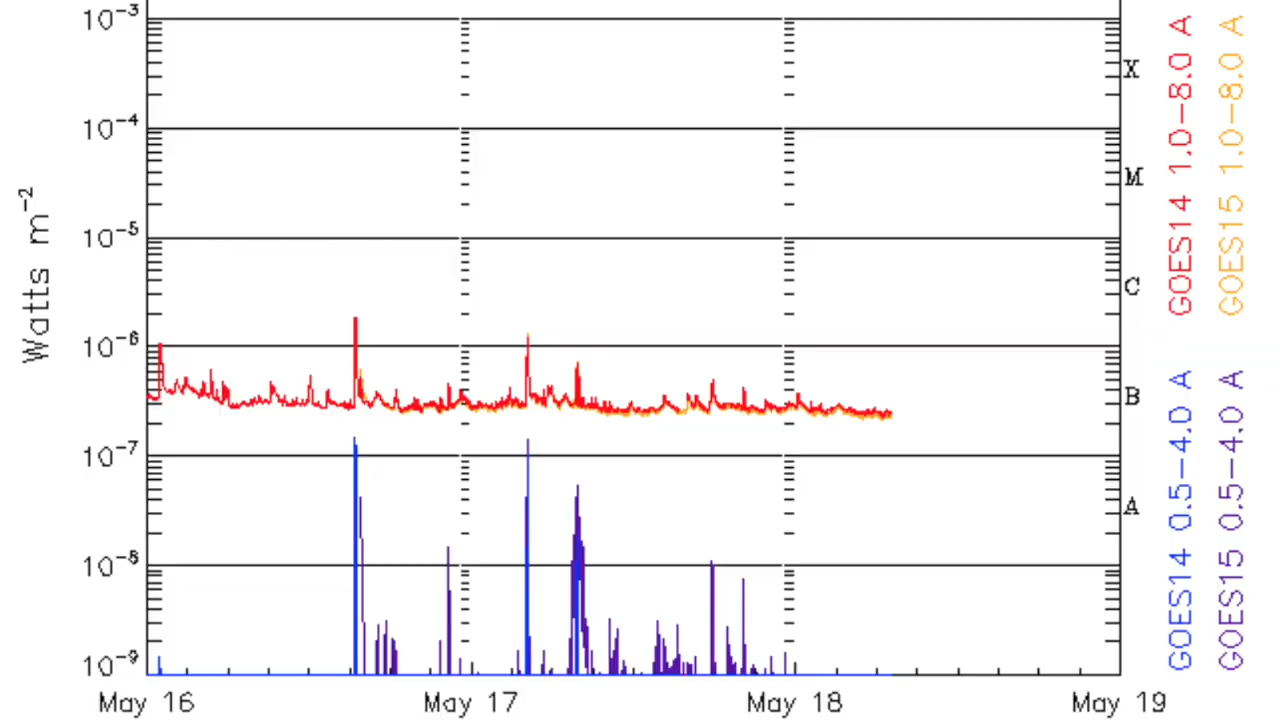 10⁻³
10⁻⁴
10⁻⁵
10⁻⁶
10⁻⁷
10⁻⁸
10⁻⁹
Watts m⁻²
X
M
C
B
A
May 16
May 17
May 18
May 19
GOES14 1.0-8.0 A
GOES15 1.0-8.0 A
GOES14 0.5-4.0 A
GOES15 0.5-4.0 A